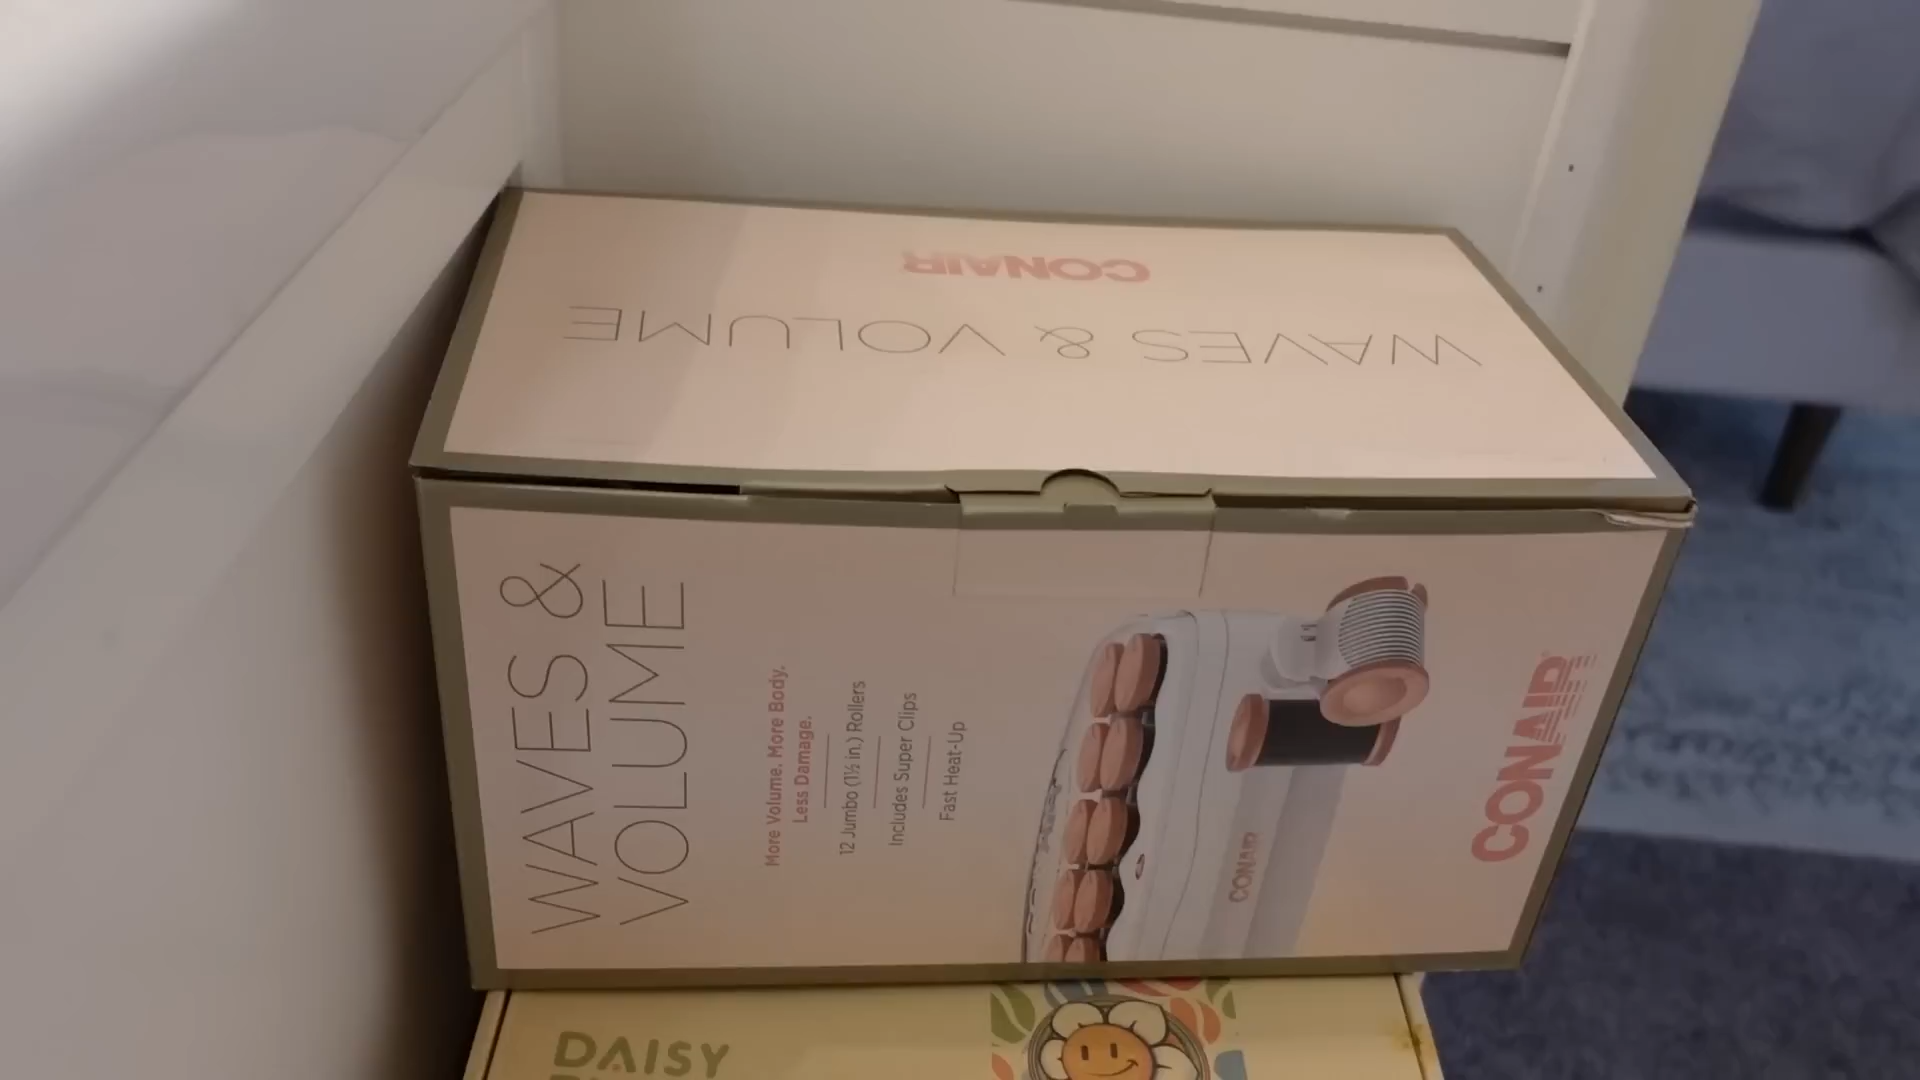 CONAIR
WAVES & VOLUME
WAVES &
VOLUME
More Volume. More Body.
Less Damage.
12 Jumbo (1½ in.) Rollers
Includes Super Clips
Fast Heat-Up
CONAIR
CONAIR
DAISY